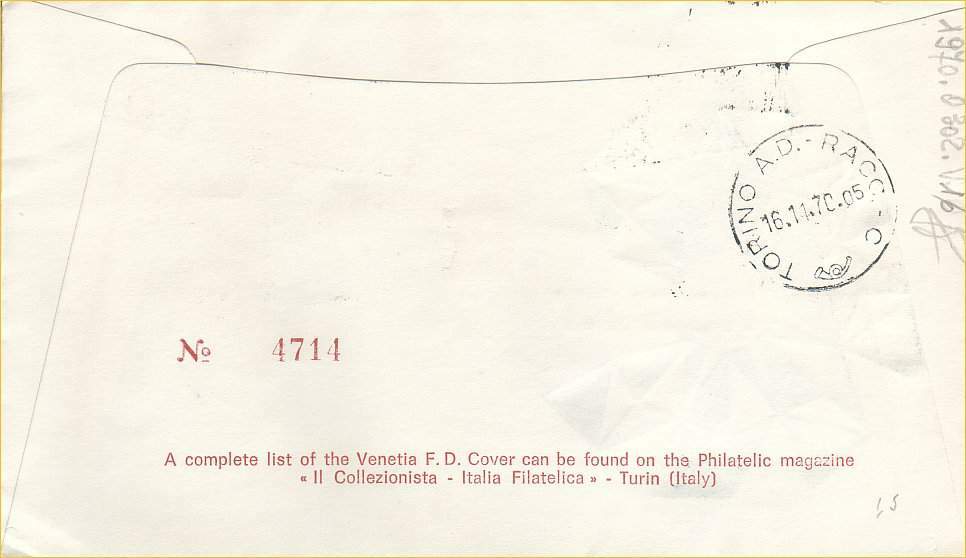 TORINO A.D. - RACC - C
16.11.70.05
№ 4714
A complete list of the Venetia F. D. Cover can be found on the Philatelic magazine
« Il Collezionista - Italia Filatelica » - Turin (Italy)